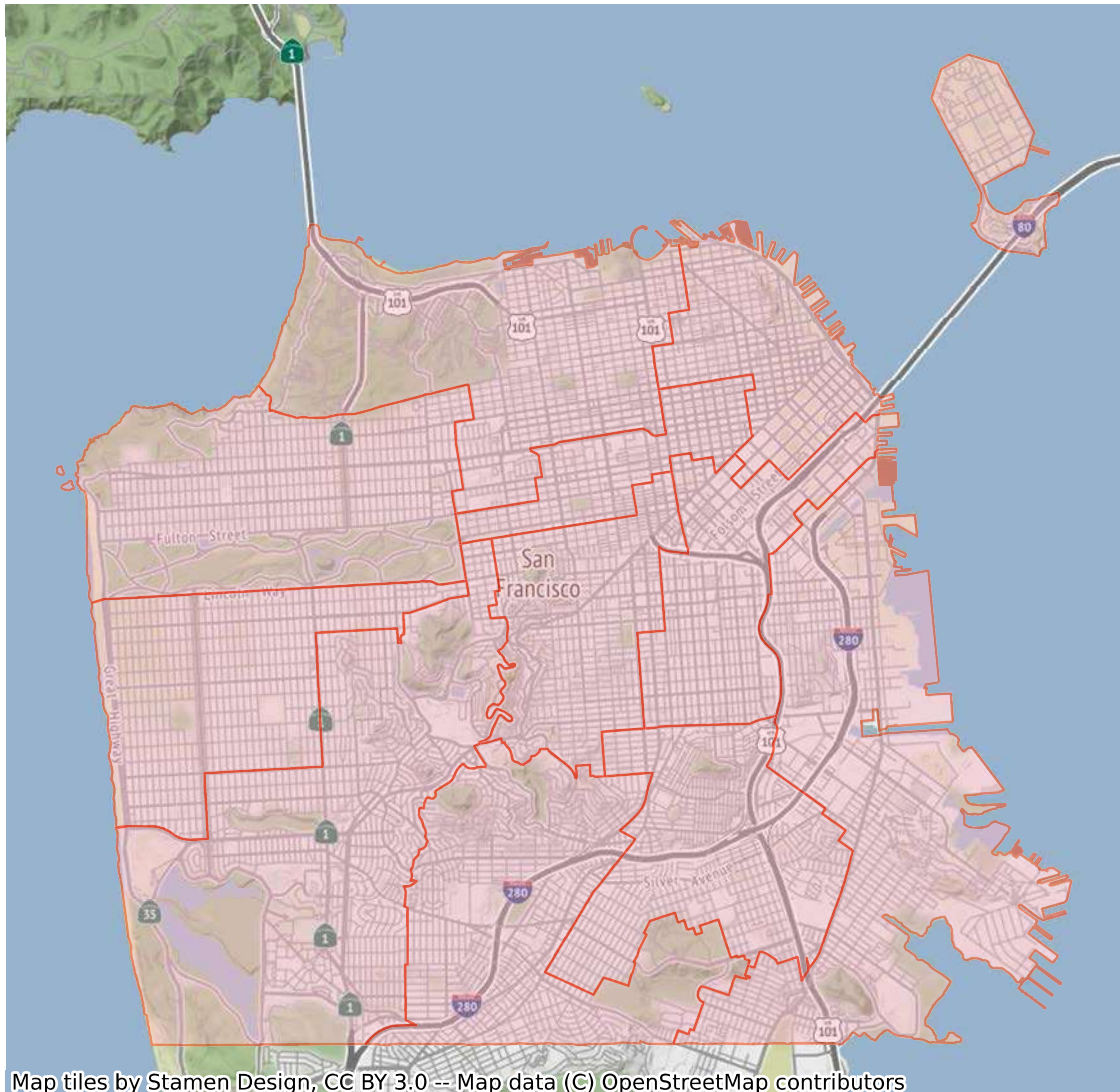 1
80
101
101
101
1
Folsom Street
Fulton Street
San
Francisco
Lincoln Way
280
Great Highway
1
101
1
Silver Avenue
280
35
1
280
1
101
Map tiles by Stamen Design, CC BY 3.0 -- Map data (C) OpenStreetMap contributors